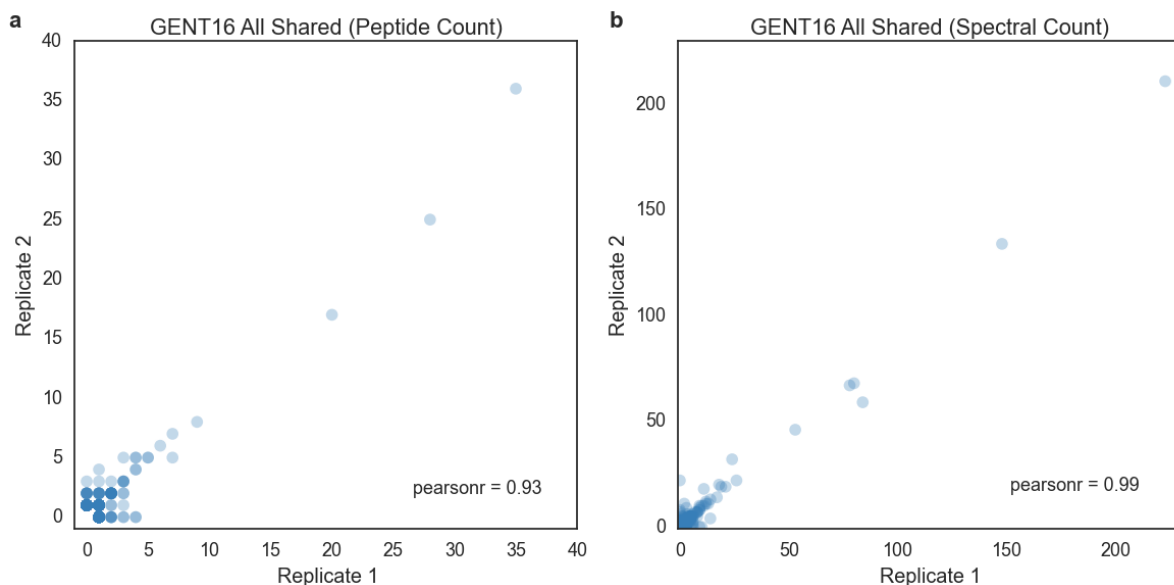 a
GENT16 All Shared (Peptide Count)
40
35
30
25
20
15
10
5
0
Replicate 2
pearsonr = 0.93
0 5 10 15 20 25 30 35 40
Replicate 1
b
GENT16 All Shared (Spectral Count)
200
150
100
50
0
Replicate 2
pearsonr = 0.99
0 50 100 150 200
Replicate 1